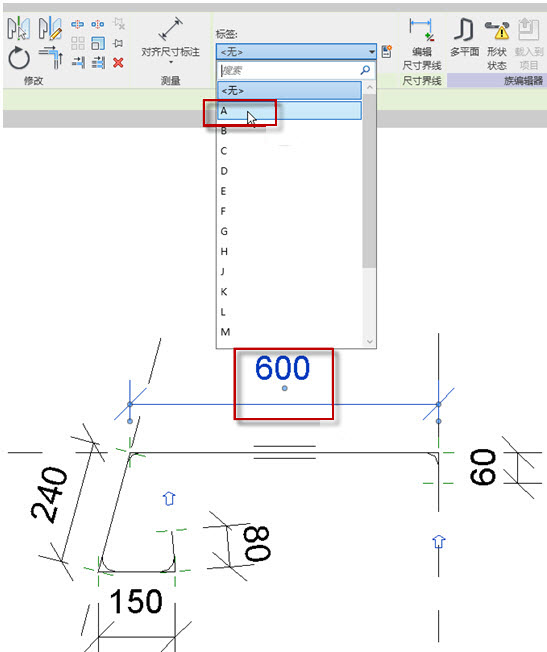 标签:
<无>
搜索
<无>
A
B
C
D
E
F
G
H
J
K
L
M
对齐尺寸标注
修改
测量
编辑
尺寸界线
尺寸界线
多平面
形状
状态
载入到
项目
族编辑器
600
240
80
150
60